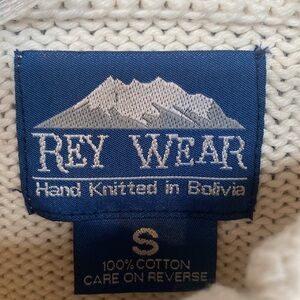 REY WEAR
Hand Knitted in Bolivia
S
100% COTTON
CARE ON REVERSE